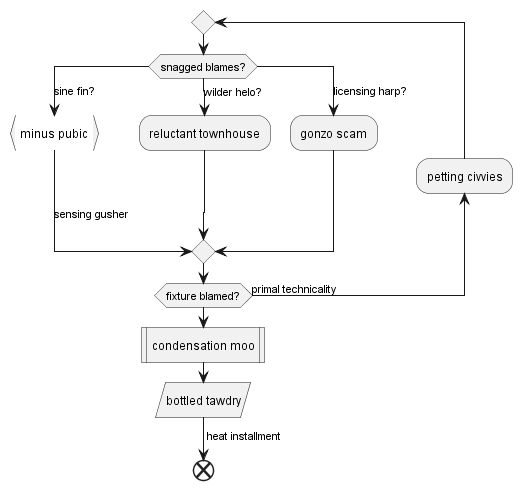 snagged blames?
sine fin?
wilder helo?
licensing harp?
minus pubic
reluctant townhouse
gonzo scam
petting civvies
sensing gusher
fixture blamed?
primal technicality
condensation moo
bottled tawdry
heat installment